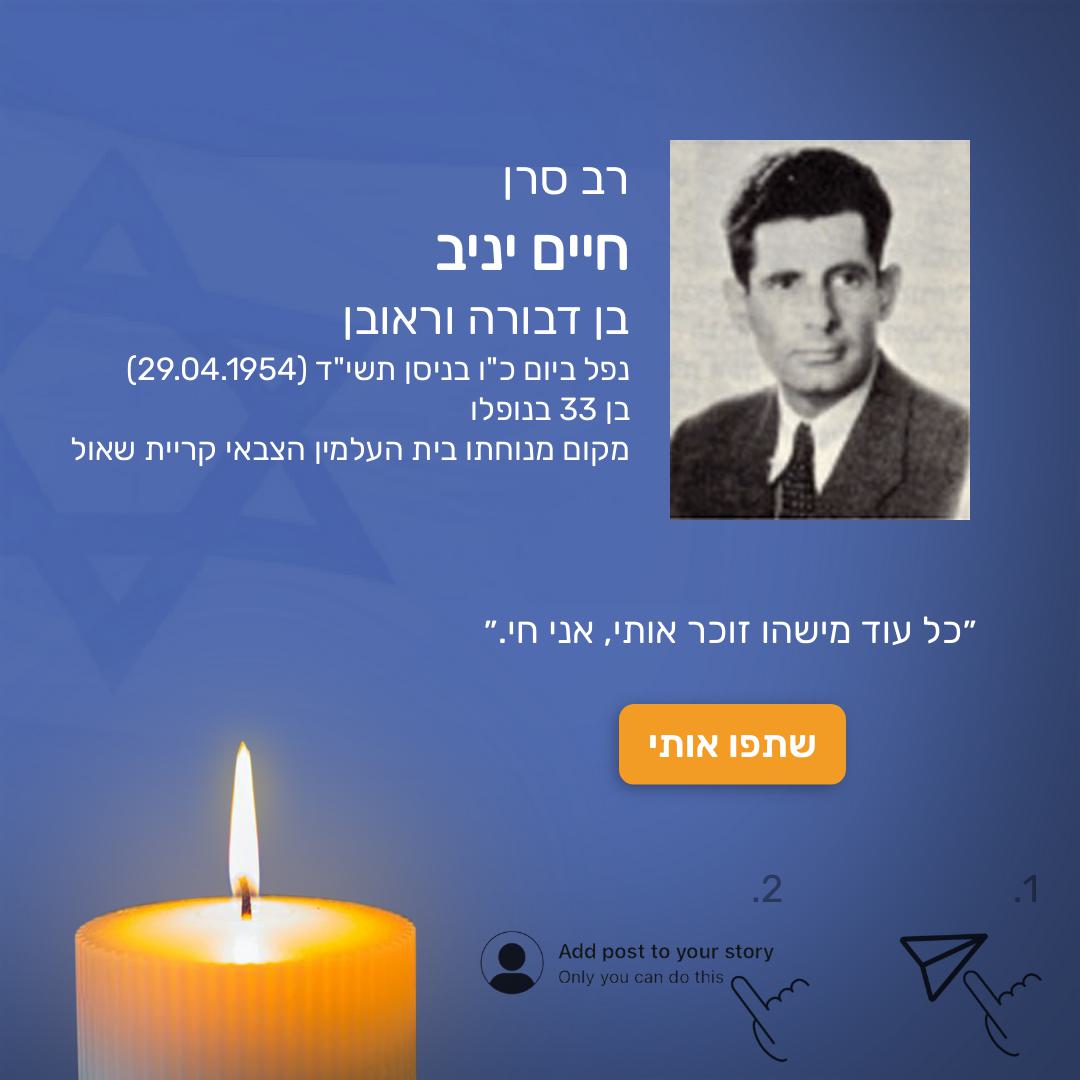 רב סרן
חיים יניב
בן דבורה וראובן
נפל ביום כ"ו בניסן תשי"ד (29.04.1954)
בן 33 בנופלו
מקום מנוחתו בית העלמין הצבאי קריית שאול
״כל עוד מישהו זוכר אותי, אני חי.״
שתפו אותי
1.
2.
Add post to your story
Only you can do this